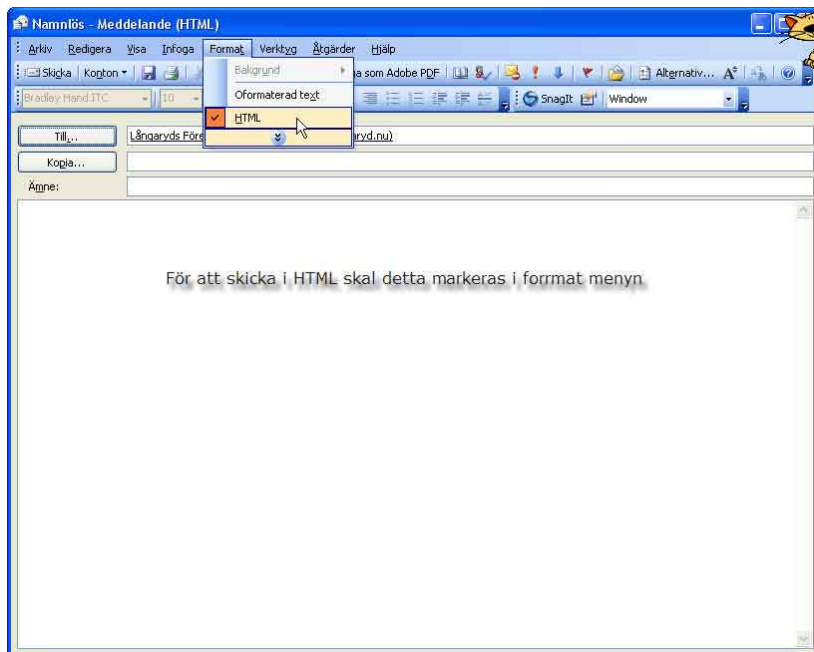 Namnlös - Meddelande (HTML)
Arkiv Redigera Visa Infoga Format Verktyg Åtgärder Hjälp
Skicka Konton som Adobe PDF Alternativ...
Bradley Hand ITC 10 SnagIt Window
Bakgrund
Oformaterad text
HTML
Till... Långaryds Före aryd.nu)
Kopia...
Ämne:
För att skicka i HTML skal detta markeras i forrmat menyn